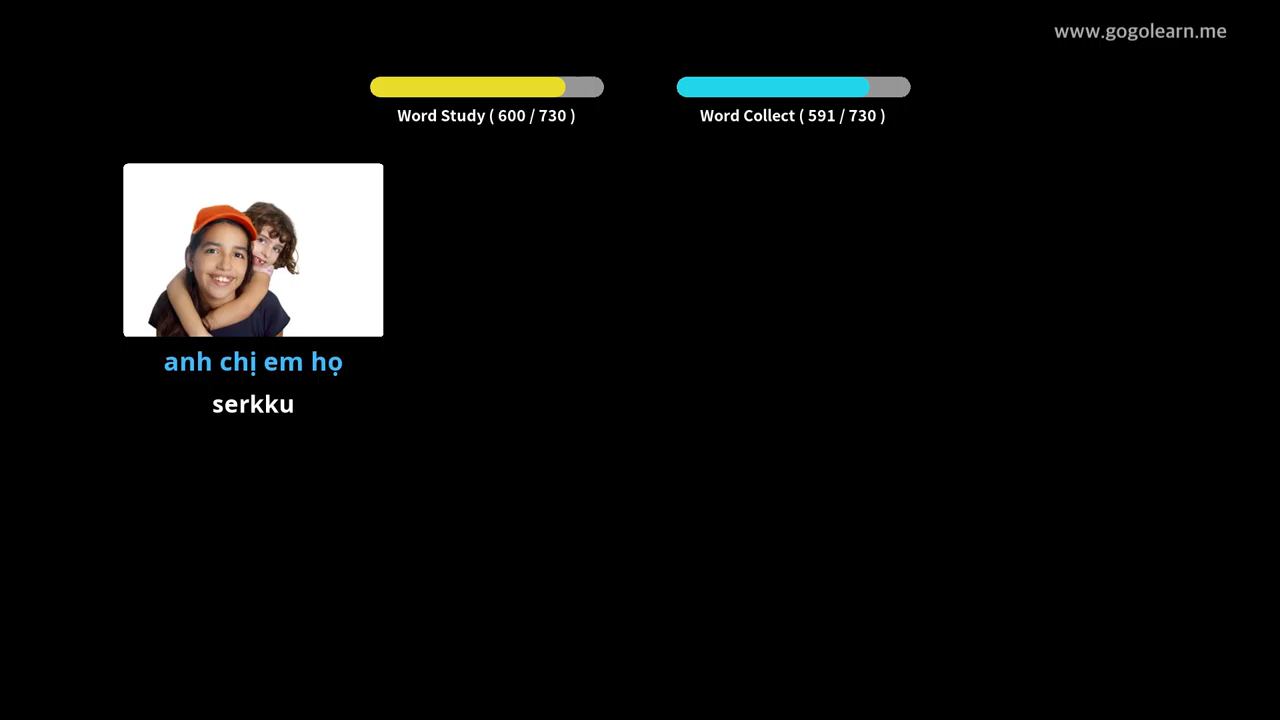 www.gogolearn.me
Word Study ( 600 / 730 )
Word Collect ( 591 / 730 )
anh chị em họ
serkku